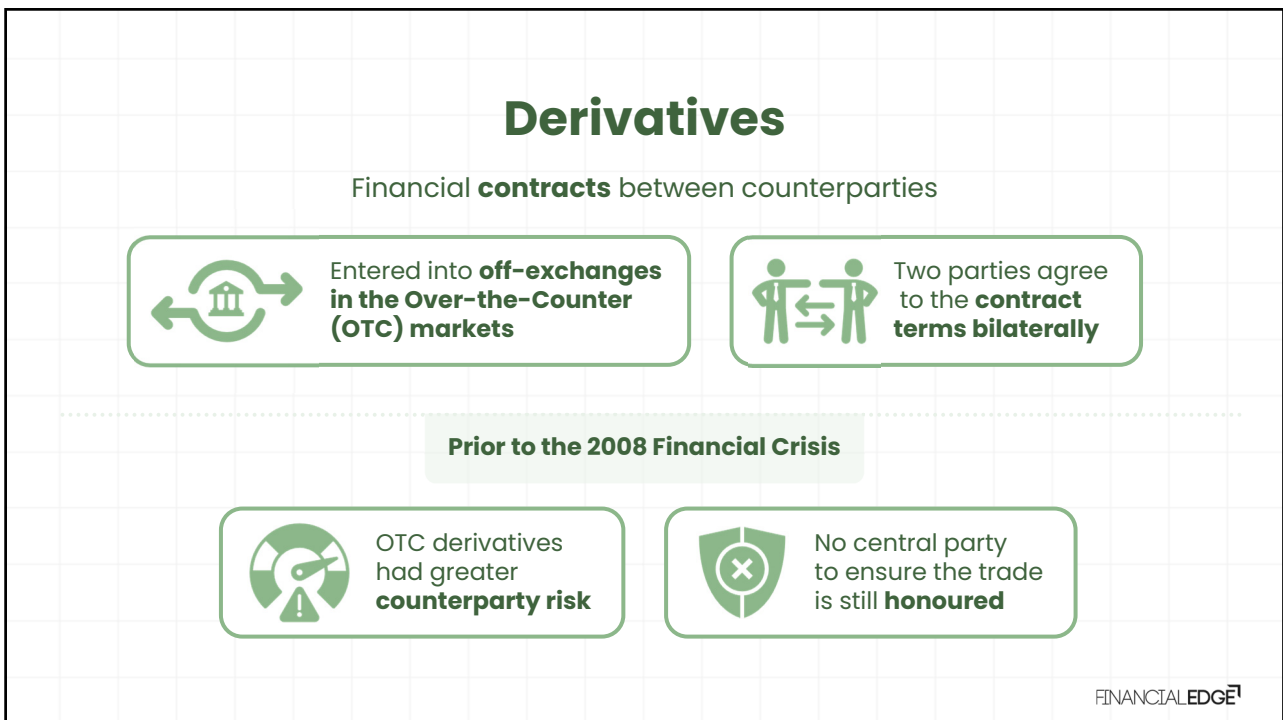 Derivatives
Financial contracts between counterparties
Entered into off-exchanges
in the Over-the-Counter
(OTC) markets
Two parties agree
to the contract
terms bilaterally
Prior to the 2008 Financial Crisis
OTC derivatives
had greater
counterparty risk
No central party
to ensure the trade
is still honoured
FINANCIALEDGE